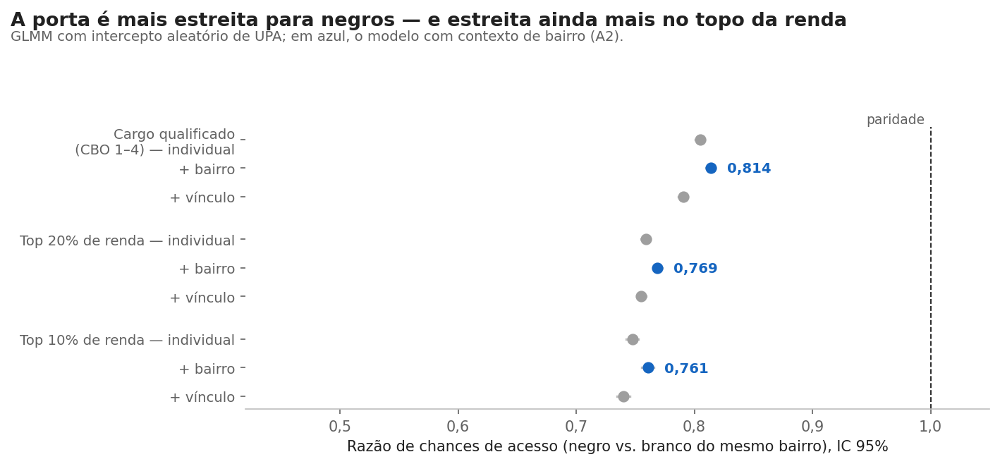 A porta é mais estreita para negros — e estreita ainda mais no topo da renda
GLMM com intercepto aleatório de UPA; em azul, o modelo com contexto de bairro (A2).
paridade
Cargo qualificado
(CBO 1–4) — individual
+ bairro
0,814
+ vínculo
Top 20% de renda — individual
+ bairro
0,769
+ vínculo
Top 10% de renda — individual
+ bairro
0,761
+ vínculo
0,5 0,6 0,7 0,8 0,9 1,0
Razão de chances de acesso (negro vs. branco do mesmo bairro), IC 95%